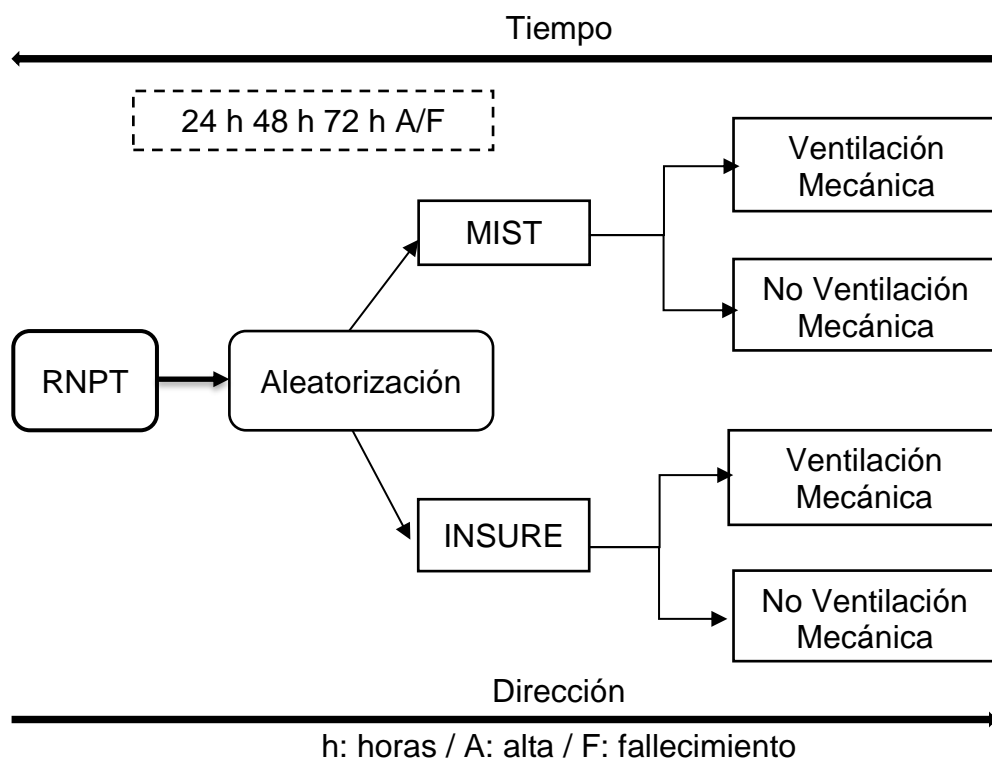 Tiempo
24 h 48 h 72 h A/F
Ventilación
Mecánica
MIST
No Ventilación
Mecánica
RNPT
Aleatorización
Ventilación
Mecánica
INSURE
No Ventilación
Mecánica
Dirección
h: horas / A: alta / F: fallecimiento